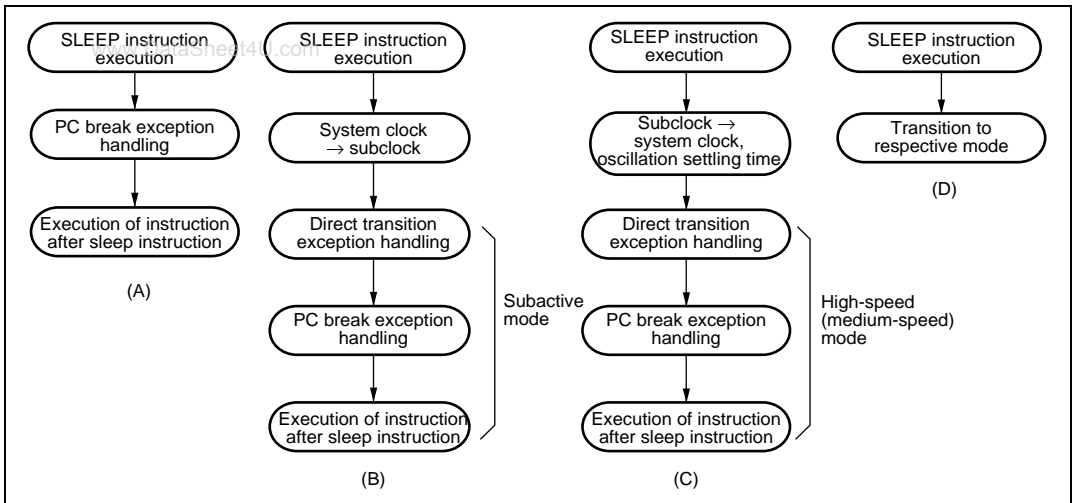 www.DataSheet4U.com
SLEEP instruction
execution
PC break exception
handling
Execution of instruction
after sleep instruction
(A)
SLEEP instruction
execution
System clock
→ subclock
Direct transition
exception handling
PC break exception
handling
Execution of instruction
after sleep instruction
(B)
Subactive
mode
SLEEP instruction
execution
Subclock →
system clock,
oscillation settling time
Direct transition
exception handling
PC break exception
handling
Execution of instruction
after sleep instruction
(C)
High-speed
(medium-speed)
mode
SLEEP instruction
execution
Transition to
respective mode
(D)